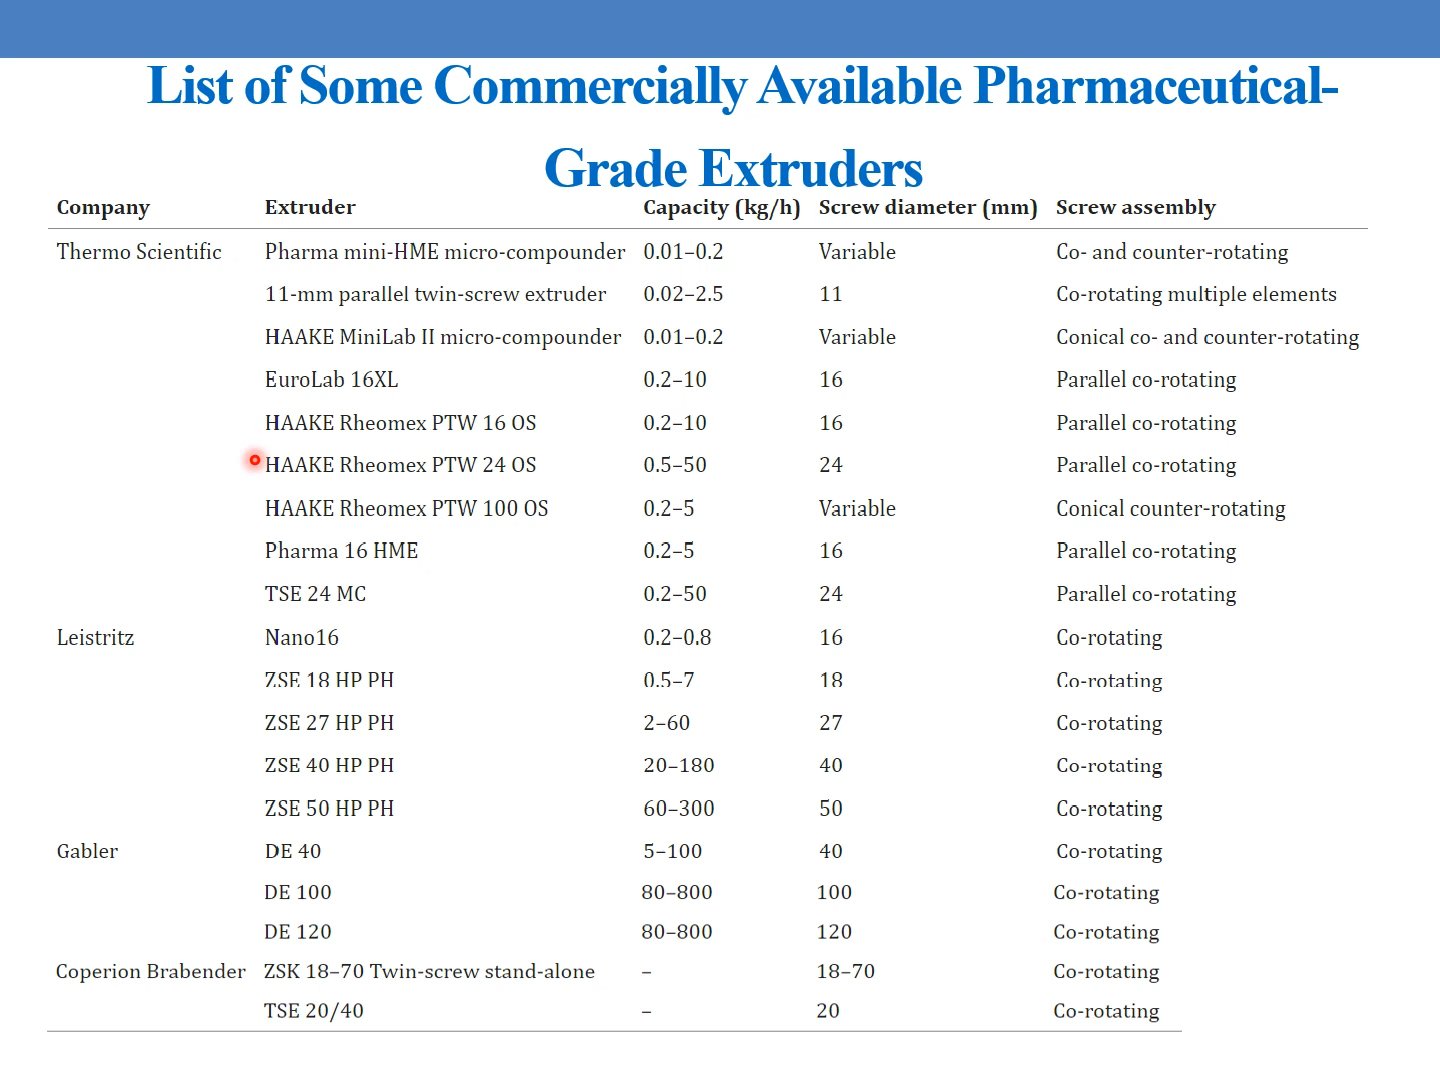 List of Some Commercially Available Pharmaceutical-
Grade Extruders
Company Extruder Capacity (kg/h) Screw diameter (mm) Screw assembly
Thermo Scientific Pharma mini-HME micro-compounder 0.01–0.2 Variable Co- and counter-rotating
11-mm parallel twin-screw extruder 0.02–2.5 11 Co-rotating multiple elements
HAAKE MiniLab II micro-compounder 0.01–0.2 Variable Conical co- and counter-rotating
EuroLab 16XL 0.2–10 16 Parallel co-rotating
HAAKE Rheomex PTW 16 OS 0.2–10 16 Parallel co-rotating
HAAKE Rheomex PTW 24 OS 0.5–50 24 Parallel co-rotating
HAAKE Rheomex PTW 100 OS 0.2–5 Variable Conical counter-rotating
Pharma 16 HME 0.2–5 16 Parallel co-rotating
TSE 24 MC 0.2–50 24 Parallel co-rotating
Leistritz Nano16 0.2–0.8 16 Co-rotating
ZSE 18 HP PH 0.5–7 18 Co-rotating
ZSE 27 HP PH 2–60 27 Co-rotating
ZSE 40 HP PH 20–180 40 Co-rotating
ZSE 50 HP PH 60–300 50 Co-rotating
Gabler DE 40 5–100 40 Co-rotating
DE 100 80–800 100 Co-rotating
DE 120 80–800 120 Co-rotating
Coperion Brabender ZSK 18–70 Twin-screw stand-alone – 18–70 Co-rotating
TSE 20/40 – 20 Co-rotating